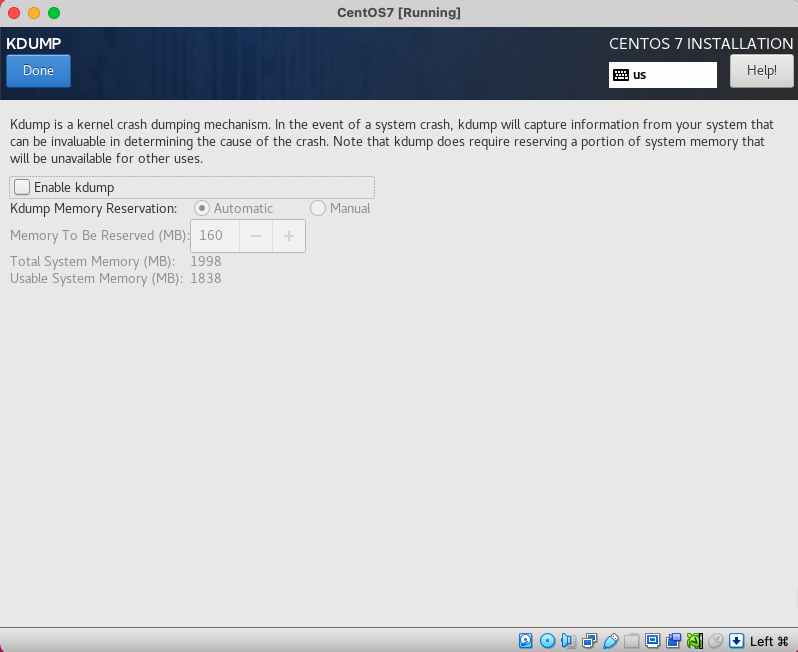 CentOS7 [Running]
KDUMP
CENTOS 7 INSTALLATION
Done
us
Help!
Kdump is a kernel crash dumping mechanism. In the event of a system crash, kdump will capture information from your system that
can be invaluable in determining the cause of the crash. Note that kdump does require reserving a portion of system memory that
will be unavailable for other uses.
Enable kdump
Kdump Memory Reservation: Automatic Manual
Memory To Be Reserved (MB): 160 − +
Total System Memory (MB): 1998
Usable System Memory (MB): 1838
Left ⌘